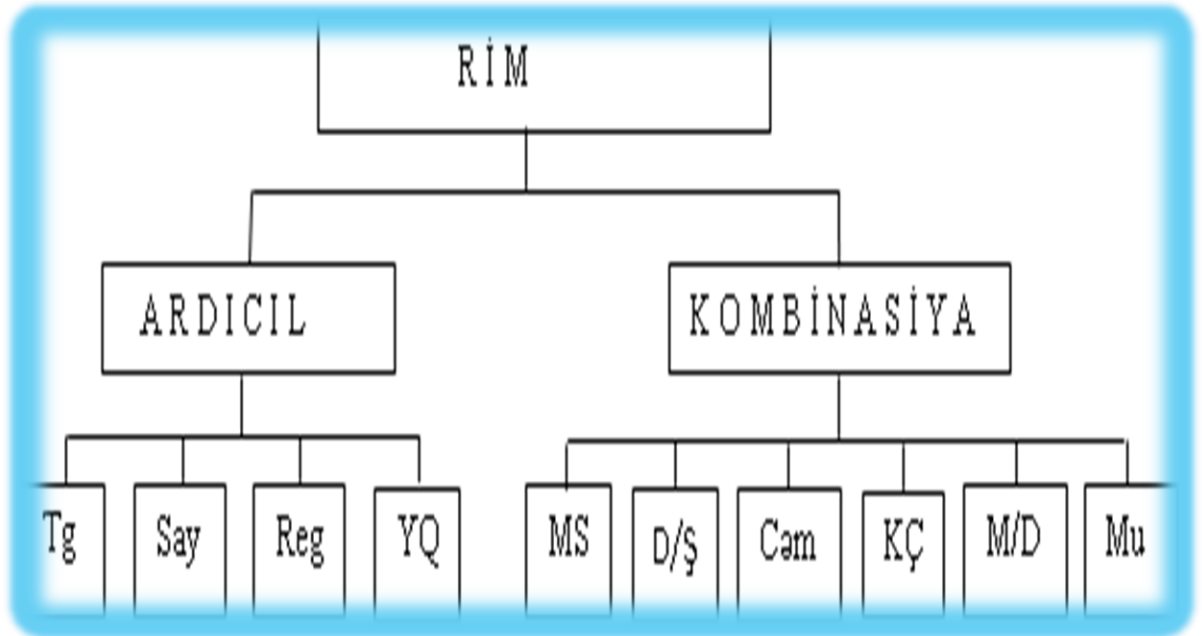 RİM
ARDICIL
KOMBİNASİYA
Tg
Say
Reg
YQ
MS
D/Ş
Cəm
KÇ
M/D
Mu